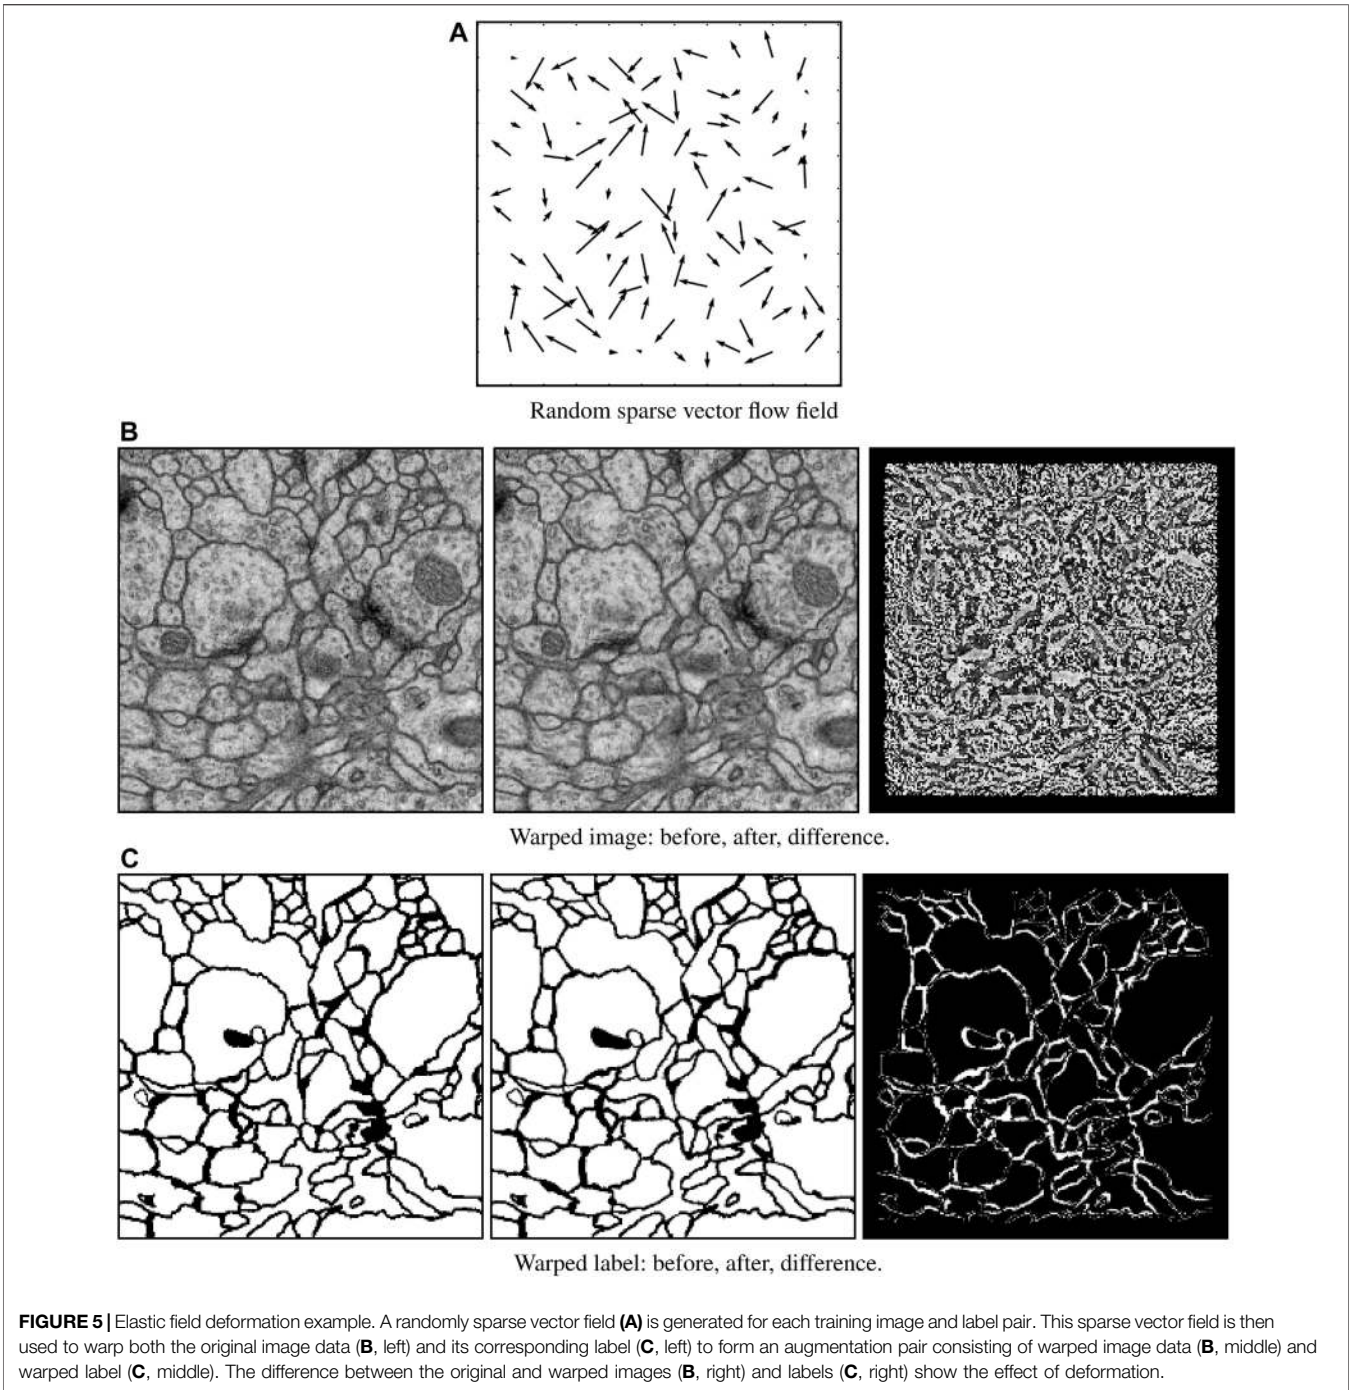 A
Random sparse vector flow field
B
Warped image: before, after, difference.
C
Warped label: before, after, difference.
FIGURE 5 | Elastic field deformation example. A randomly sparse vector field (A) is generated for each training image and label pair. This sparse vector field is then
used to warp both the original image data (B, left) and its corresponding label (C, left) to form an augmentation pair consisting of warped image data (B, middle) and
warped label (C, middle). The difference between the original and warped images (B, right) and labels (C, right) show the effect of deformation.